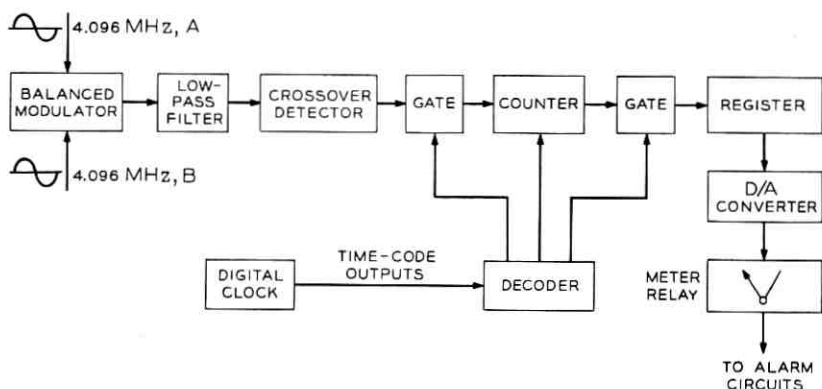 4.096 MHz, A
BALANCED
MODULATOR
LOW-
PASS
FILTER
CROSSOVER
DETECTOR
GATE
COUNTER
GATE
REGISTER
4.096 MHz, B
D/A
CONVERTER
DIGITAL
CLOCK
TIME-CODE
OUTPUTS
DECODER
METER
RELAY
TO ALARM
CIRCUITS